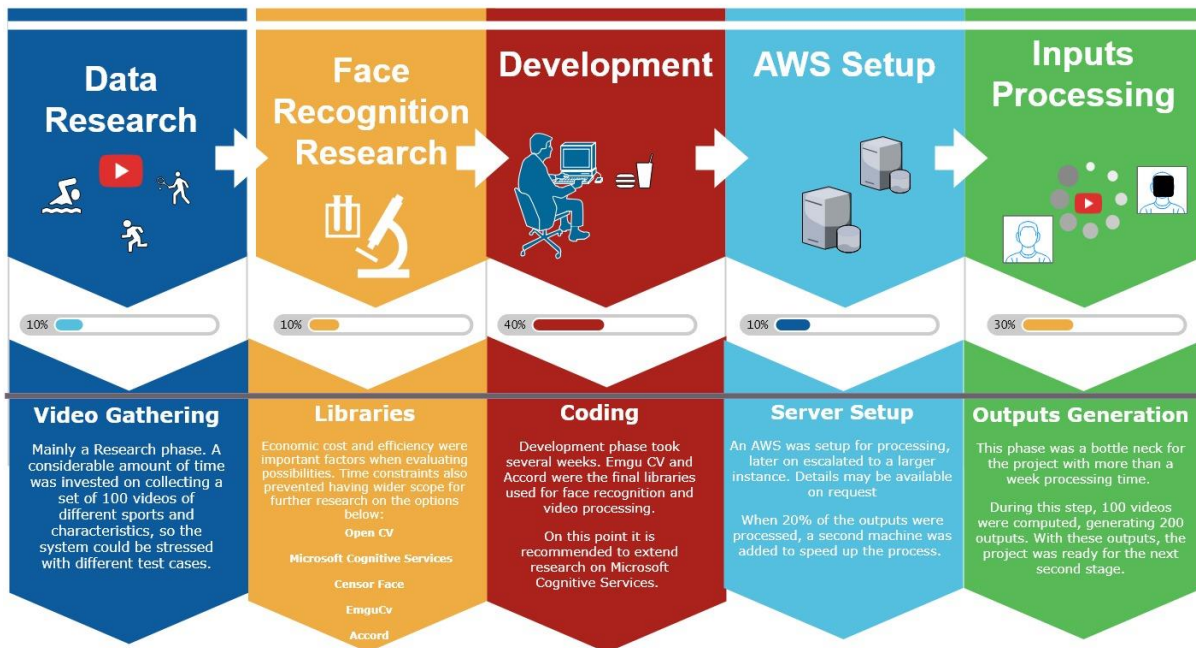 Data
Research
Face
Recognition
Research
Development
AWS Setup
Inputs
Processing
10%
10%
40%
10%
30%
Video Gathering
Mainly a Research phase. A
considerable amount of time
was invested on collecting a
set of 100 videos of
different sports and
characteristics, so the
system could be stressed
with different test cases.
Libraries
Economic cost and efficiency were
important factors when evaluating
possibilities. Time constraints also
prevented having wider scope for
further research on the options
below:
Open CV
Microsoft Cognitive Services
Censor Face
EmguCv
Accord
Coding
Development phase took
several weeks. Emgu CV and
Accord were the final libraries
used for face recognition and
video processing.
On this point it is
recommended to extend
research on Microsoft
Cognitive Services.
Server Setup
An AWS was setup for processing,
later on escalated to a larger
instance. Details may be available
on request
When 20% of the outputs were
processed, a second machine was
added to speed up the process.
Outputs Generation
This phase was a bottle neck for
the project with more than a
week processing time.
During this step, 100 videos
were computed, generating 200
outputs. With these outputs, the
project was ready for the next
second stage.